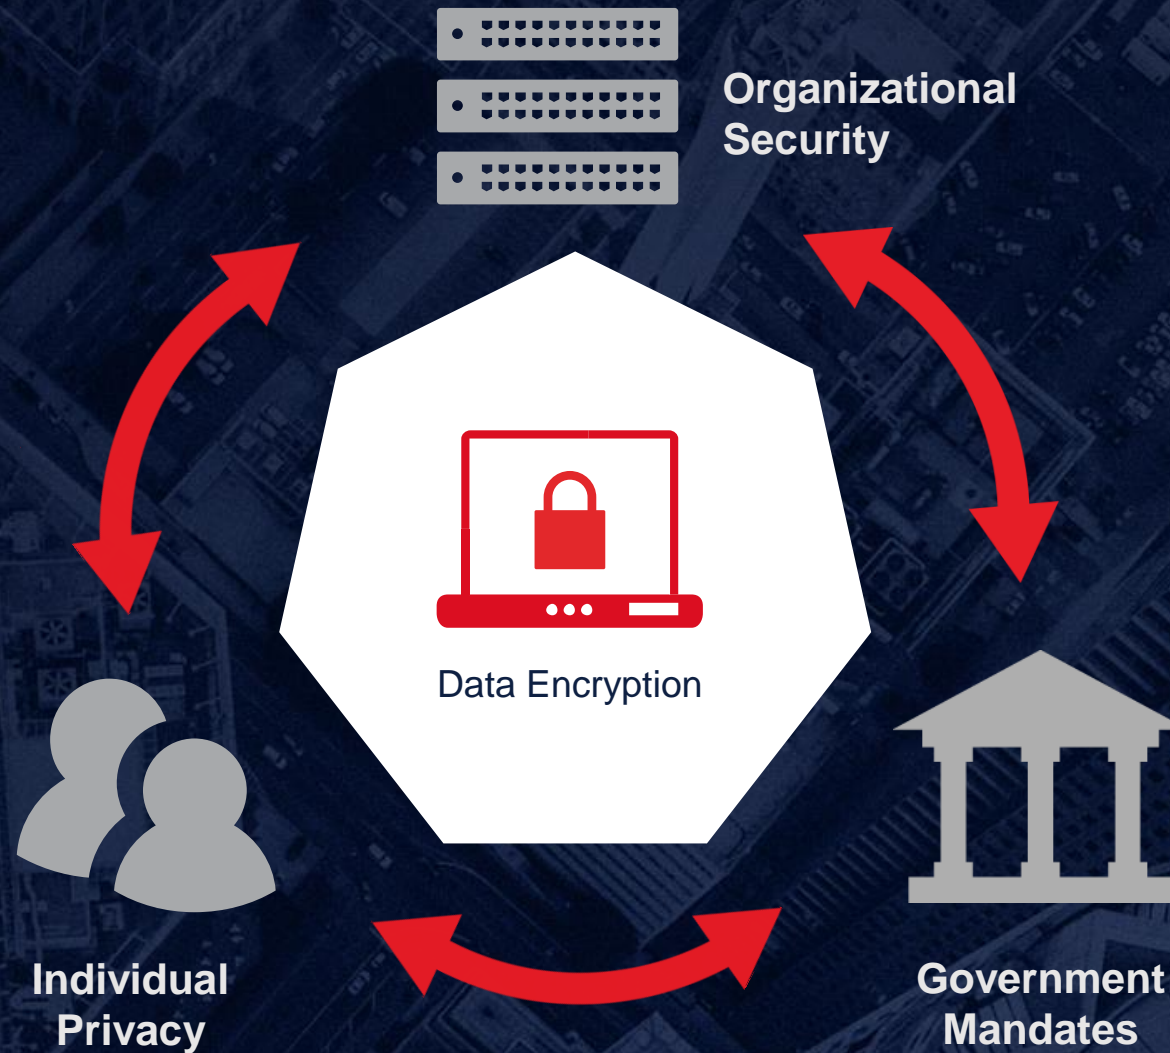 Organizational
Security
Data Encryption
Individual
Privacy
Government
Mandates